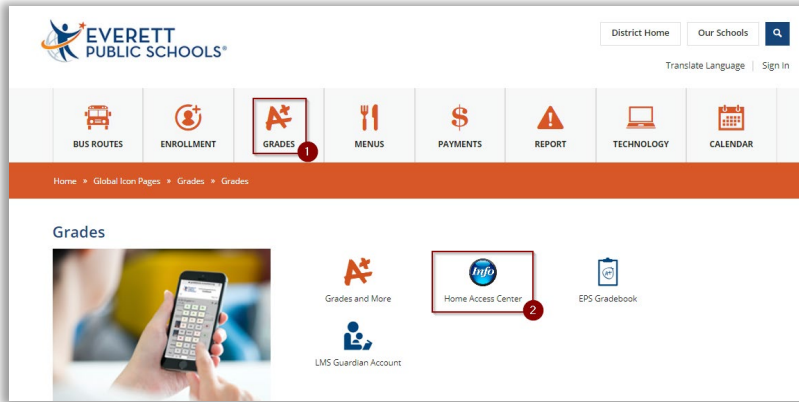 EVERETT
PUBLIC SCHOOLS®
District Home Our Schools
Translate Language | Sign In
BUS ROUTES ENROLLMENT GRADES MENUS PAYMENTS REPORT TECHNOLOGY CALENDAR
1
Home » Global Icon Pages » Grades » Grades
Grades
Info
Grades and More Home Access Center EPS Gradebook
2
LMS Guardian Account